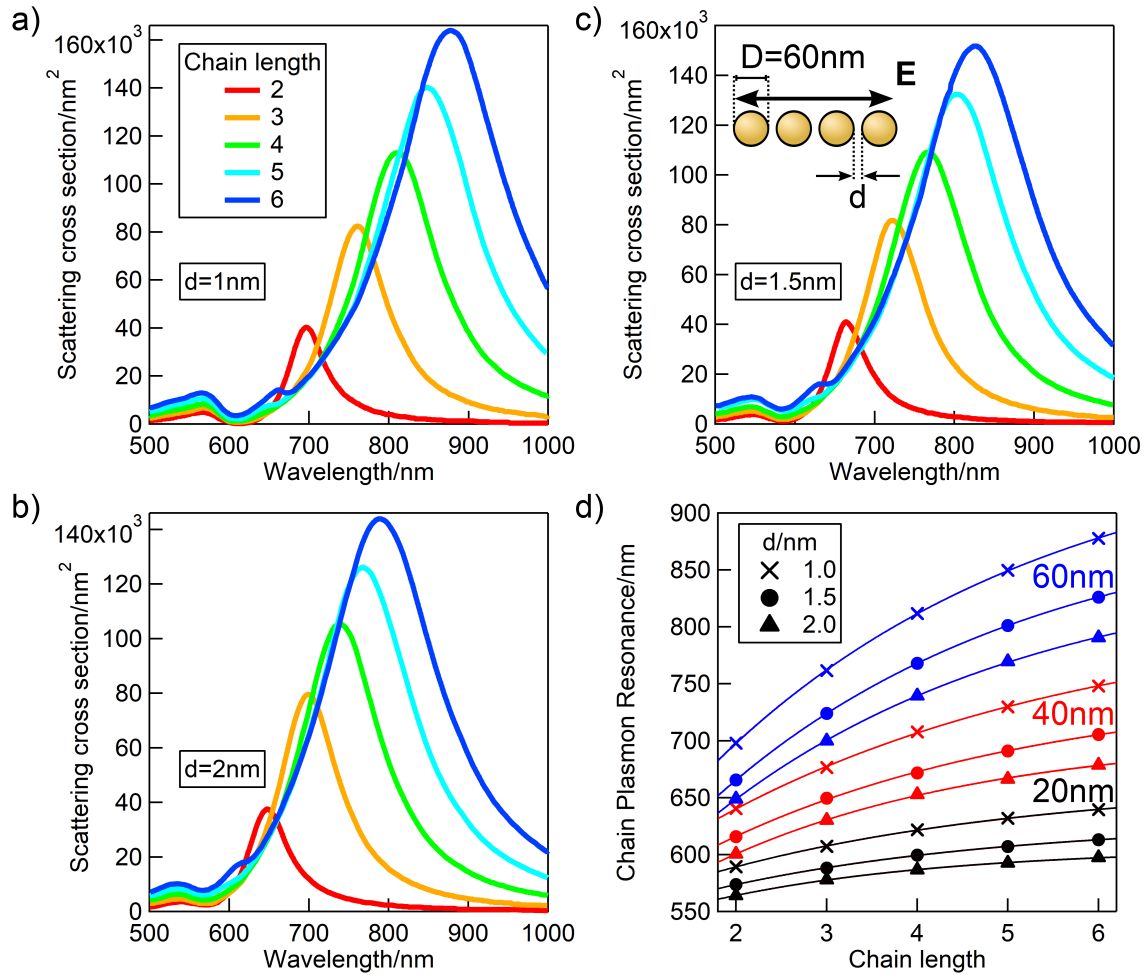 a)
160x10³
140
120
100
80
60
40
20
0
Scattering cross section/nm²
Chain length
2
3
4
5
6
d=1nm
500 600 700 800 900 1000
Wavelength/nm
c)
160x10³
140
120
100
80
60
40
20
0
Scattering cross section/nm²
D=60nm
E
d
d=1.5nm
500 600 700 800 900 1000
Wavelength/nm
b)
140x10³
120
100
80
60
40
20
0
Scattering cross section/nm²
d=2nm
500 600 700 800 900 1000
Wavelength/nm
d)
900
850
800
750
700
650
600
550
Chain Plasmon Resonance/nm
d/nm
1.0
1.5
2.0
60nm
40nm
20nm
2 3 4 5 6
Chain length